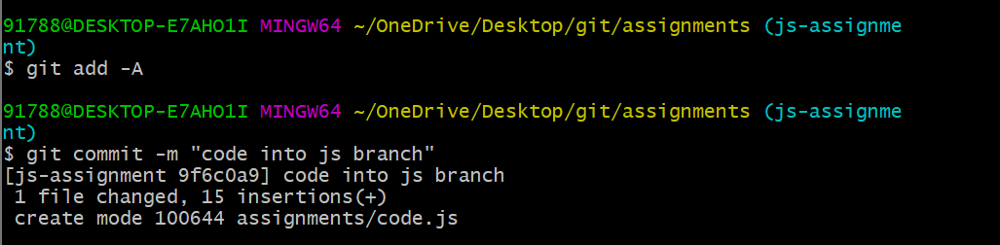 91788@DESKTOP-E7AHO1I MINGW64 ~/OneDrive/Desktop/git/assignments (js-assignme
nt)
$ git add -A
91788@DESKTOP-E7AHO1I MINGW64 ~/OneDrive/Desktop/git/assignments (js-assignme
nt)
$ git commit -m "code into js branch"
[js-assignment 9f6c0a9] code into js branch
 1 file changed, 15 insertions(+)
 create mode 100644 assignments/code.js